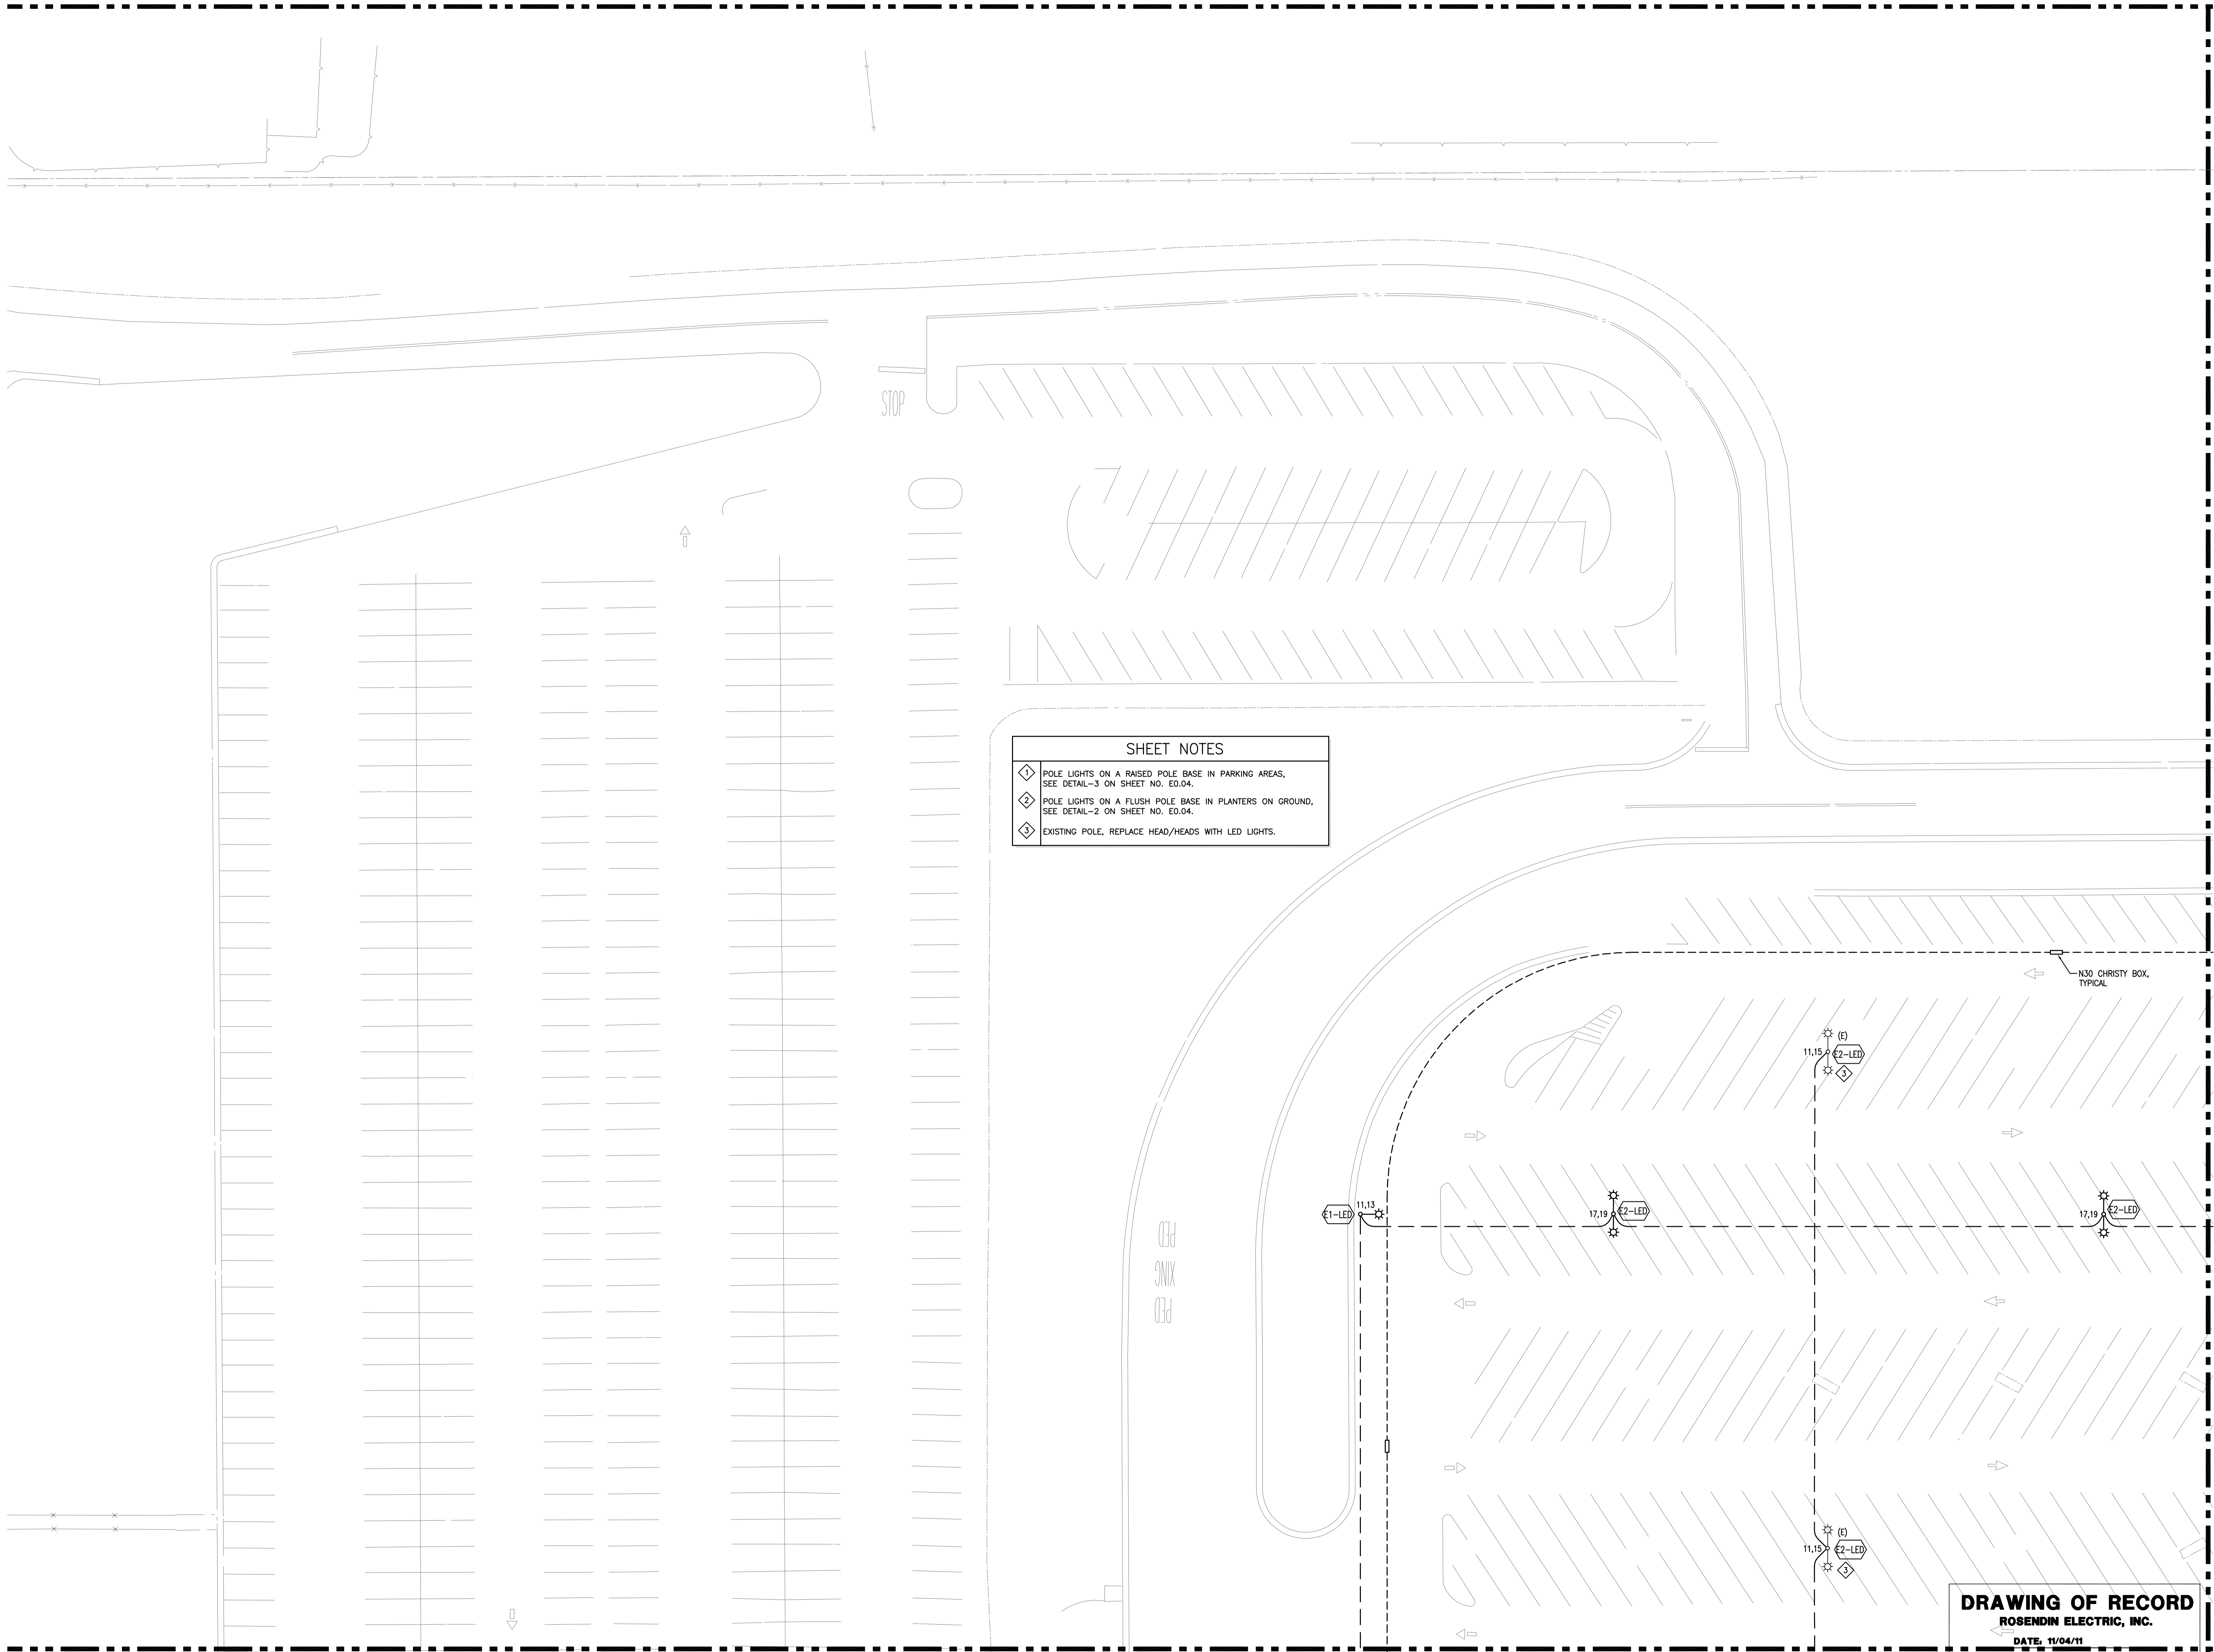 STOP
SHEET NOTES
1 POLE LIGHTS ON A RAISED POLE BASE IN PARKING AREAS,
SEE DETAIL-3 ON SHEET NO. E0.04.
2 POLE LIGHTS ON A FLUSH POLE BASE IN PLANTERS ON GROUND,
SEE DETAIL-2 ON SHEET NO. E0.04.
3 EXISTING POLE, REPLACE HEAD/HEADS WITH LED LIGHTS.
N30 CHRISTY BOX,
TYPICAL
(E)
11,15 E2-LED
3
E1-LED 11,13
17,19 E2-LED
17,19 E2-LED
PED
XING
PED
(E)
11,15 E2-LED
3
DRAWING OF RECORD
ROSENDIN ELECTRIC, INC.
DATE: 11/04/11